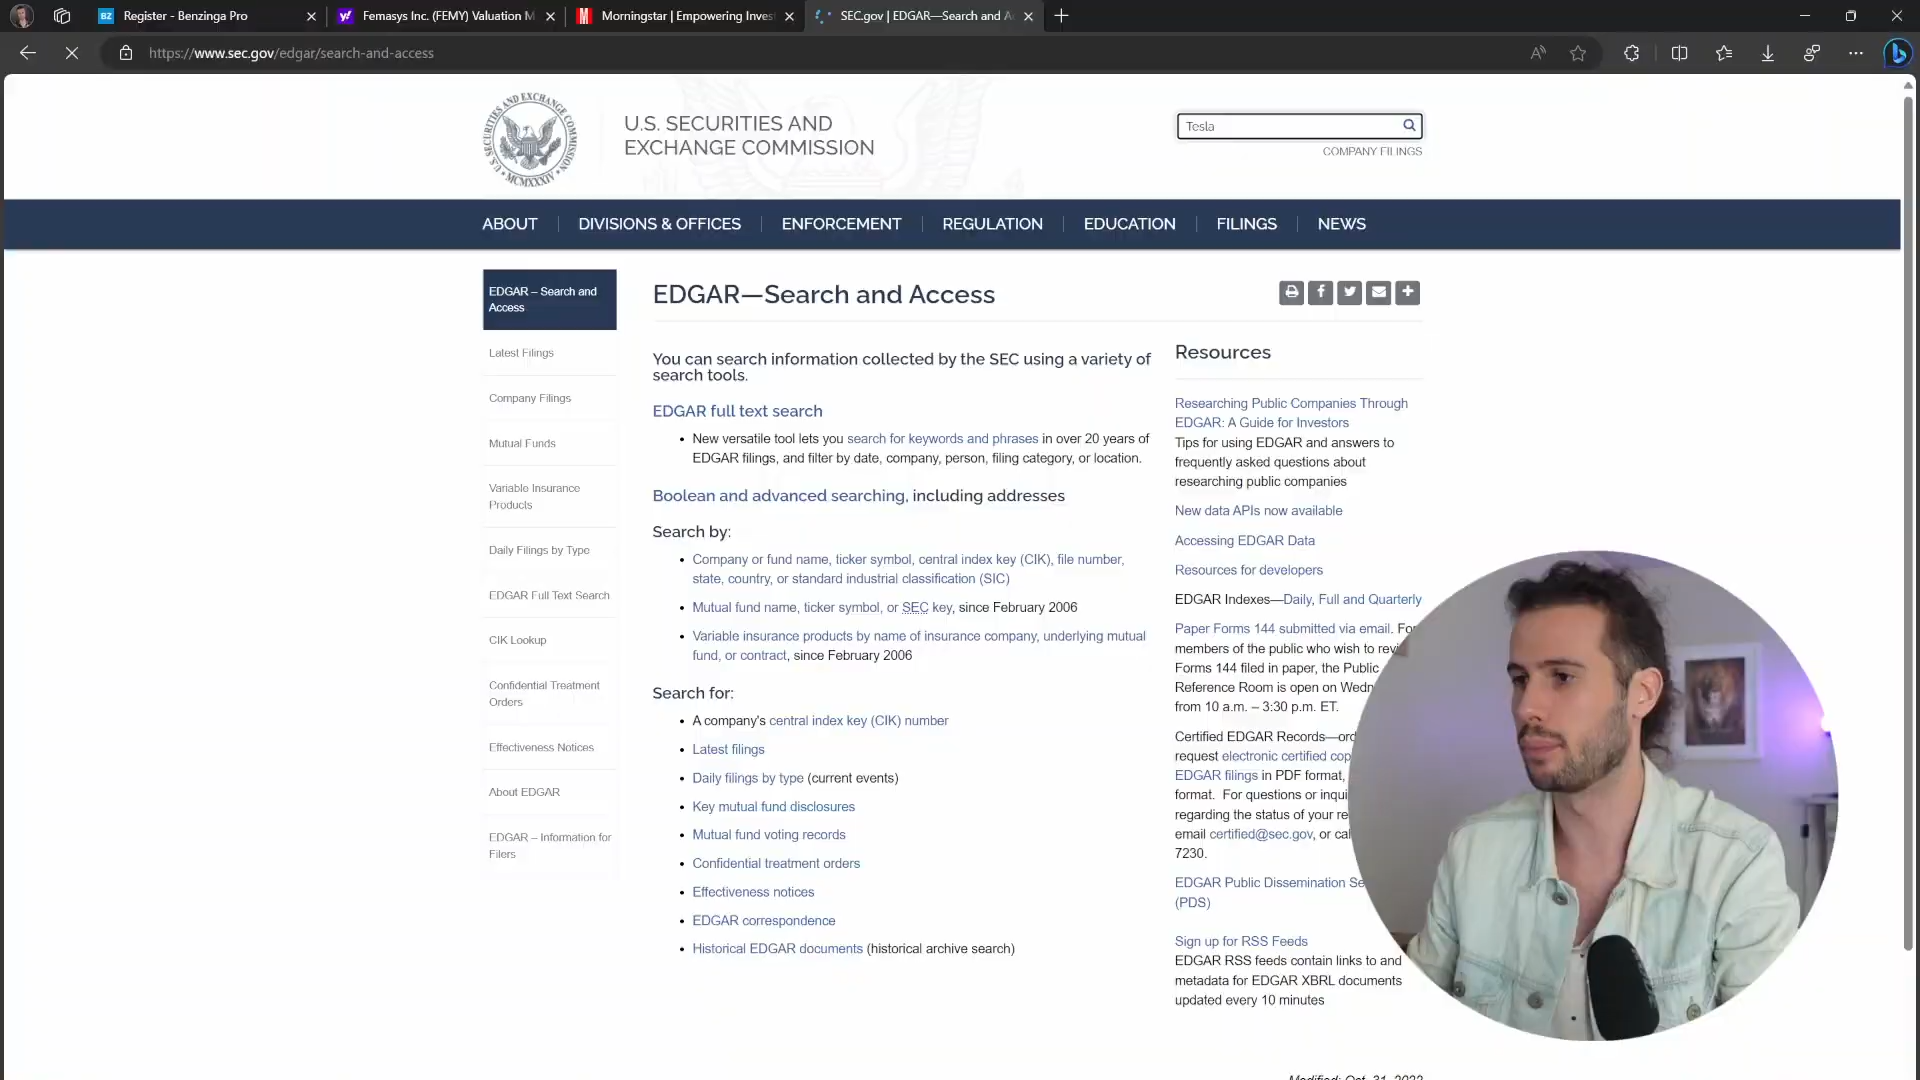 Register - Benzinga Pro
Femasys Inc. (FEMY) Valuation M
Morningstar | Empowering Inves
SEC.gov | EDGAR—Search and A
https://www.sec.gov/edgar/search-and-access
U.S. SECURITIES AND
EXCHANGE COMMISSION
Tesla
COMPANY FILINGS
ABOUT
DIVISIONS & OFFICES
ENFORCEMENT
REGULATION
EDUCATION
FILINGS
NEWS
EDGAR – Search and
Access
Latest Filings
Company Filings
Mutual Funds
Variable Insurance
Products
Daily Filings by Type
EDGAR Full Text Search
CIK Lookup
Confidential Treatment
Orders
Effectiveness Notices
About EDGAR
EDGAR – Information for
Filers
EDGAR—Search and Access
You can search information collected by the SEC using a variety of
search tools.
EDGAR full text search
• New versatile tool lets you search for keywords and phrases in over 20 years of
EDGAR filings, and filter by date, company, person, filing category, or location.
Boolean and advanced searching, including addresses
Search by:
• Company or fund name, ticker symbol, central index key (CIK), file number,
state, country, or standard industrial classification (SIC)
• Mutual fund name, ticker symbol, or SEC key, since February 2006
• Variable insurance products by name of insurance company, underlying mutual
fund, or contract, since February 2006
Search for:
• A company's central index key (CIK) number
• Latest filings
• Daily filings by type (current events)
• Key mutual fund disclosures
• Mutual fund voting records
• Confidential treatment orders
• Effectiveness notices
• EDGAR correspondence
• Historical EDGAR documents (historical archive search)
Resources
Researching Public Companies Through
EDGAR: A Guide for Investors
Tips for using EDGAR and answers to
frequently asked questions about
researching public companies
New data APIs now available
Accessing EDGAR Data
Resources for developers
EDGAR Indexes—Daily, Full and Quarterly
Paper Forms 144 submitted via email. For
members of the public who wish to revi
Forms 144 filed in paper, the Public
Reference Room is open on Wedn
from 10 a.m. – 3:30 p.m. ET.
Certified EDGAR Records—ord
request electronic certified cop
EDGAR filings in PDF format,
format. For questions or inqui
regarding the status of your re
email certified@sec.gov, or cal
7230.
EDGAR Public Dissemination Se
(PDS)
Sign up for RSS Feeds
EDGAR RSS feeds contain links to and
metadata for EDGAR XBRL documents
updated every 10 minutes
Modified: Oct. 31, 2022